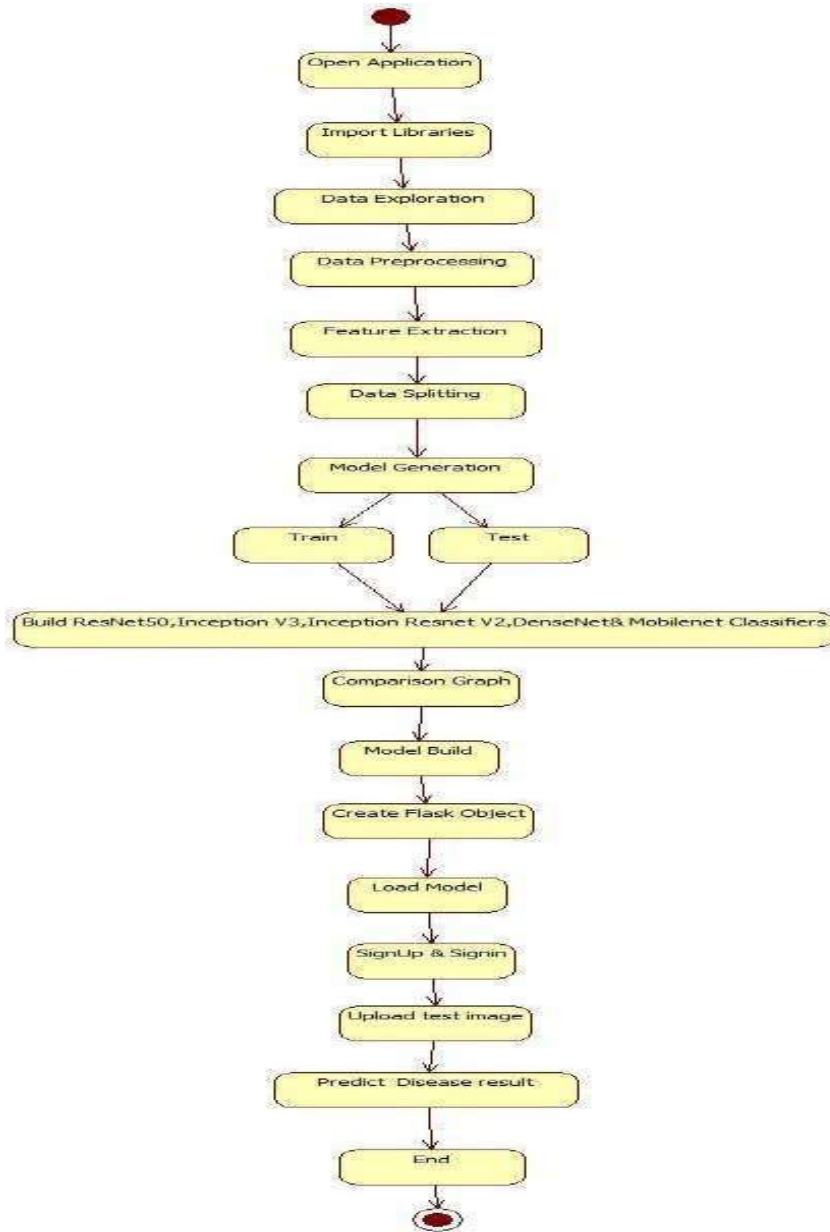 Open Application
Import Libraries
Data Exploration
Data Preprocessing
Feature Extraction
Data Splitting
Model Generation
Train
Test
Build ResNet50,Inception V3,Inception Resnet V2,DenseNet& Mobilenet Classifiers
Comparison Graph
Model Build
Create Flask Object
Load Model
SignUp & Signin
Upload test image
Predict  Disease result
End